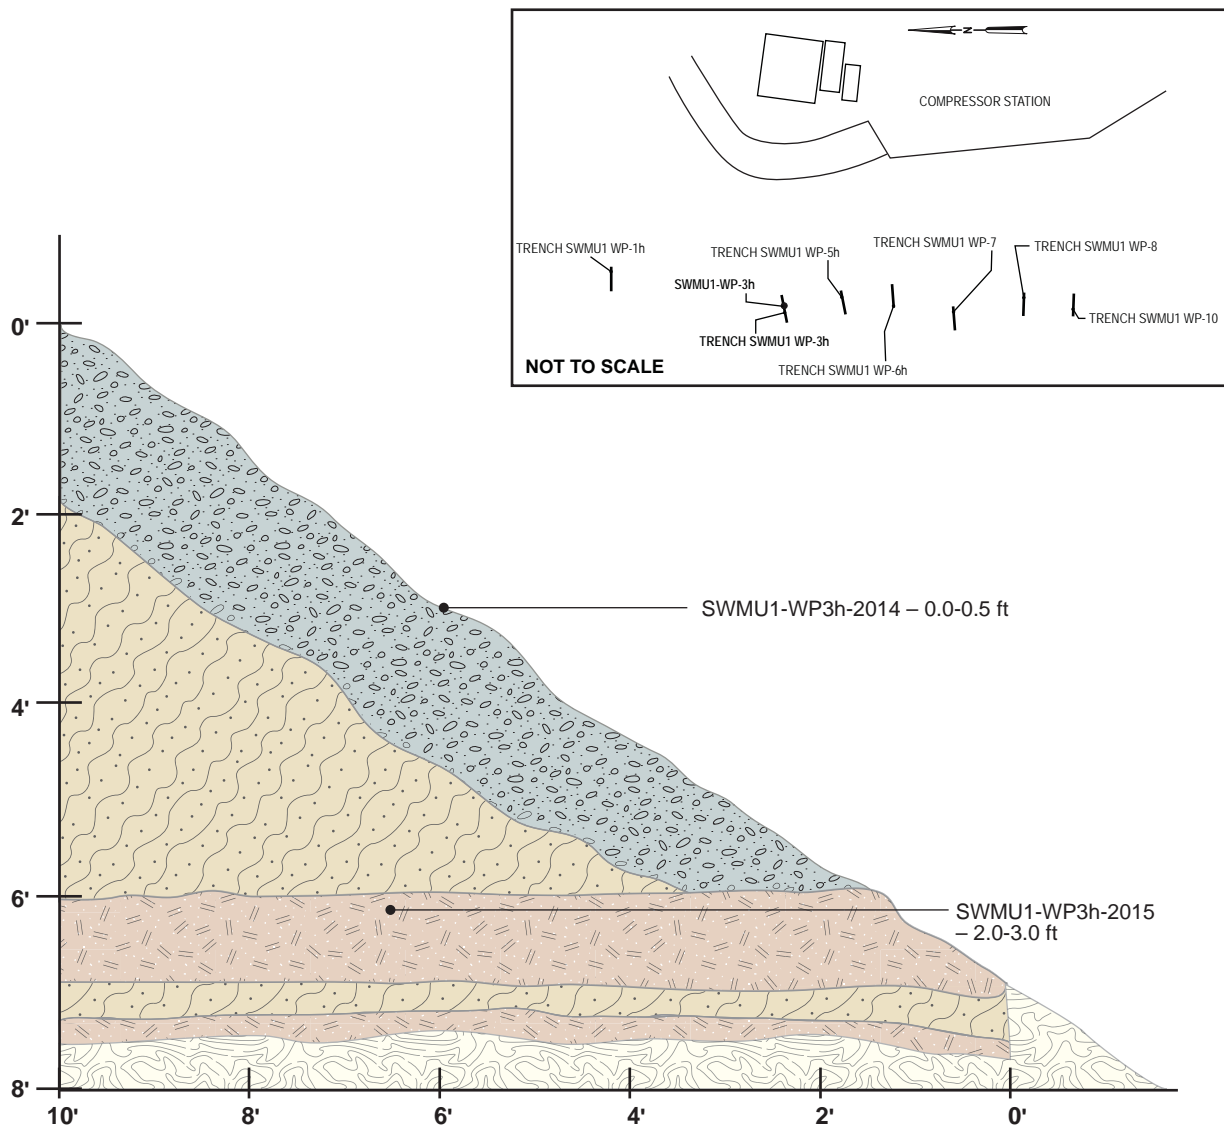 N
COMPRESSOR STATION
TRENCH SWMU1 WP-1h
TRENCH SWMU1 WP-5h
TRENCH SWMU1 WP-7
TRENCH SWMU1 WP-8
SWMU1-WP-3h
TRENCH SWMU1 WP-3h
TRENCH SWMU1 WP-10
NOT TO SCALE
TRENCH SWMU1 WP-6h
0'
2'
SWMU1-WP3h-2014 – 0.0-0.5 ft
4'
6'
SWMU1-WP3h-2015
– 2.0-3.0 ft
8'
10'
8'
6'
4'
2'
0'